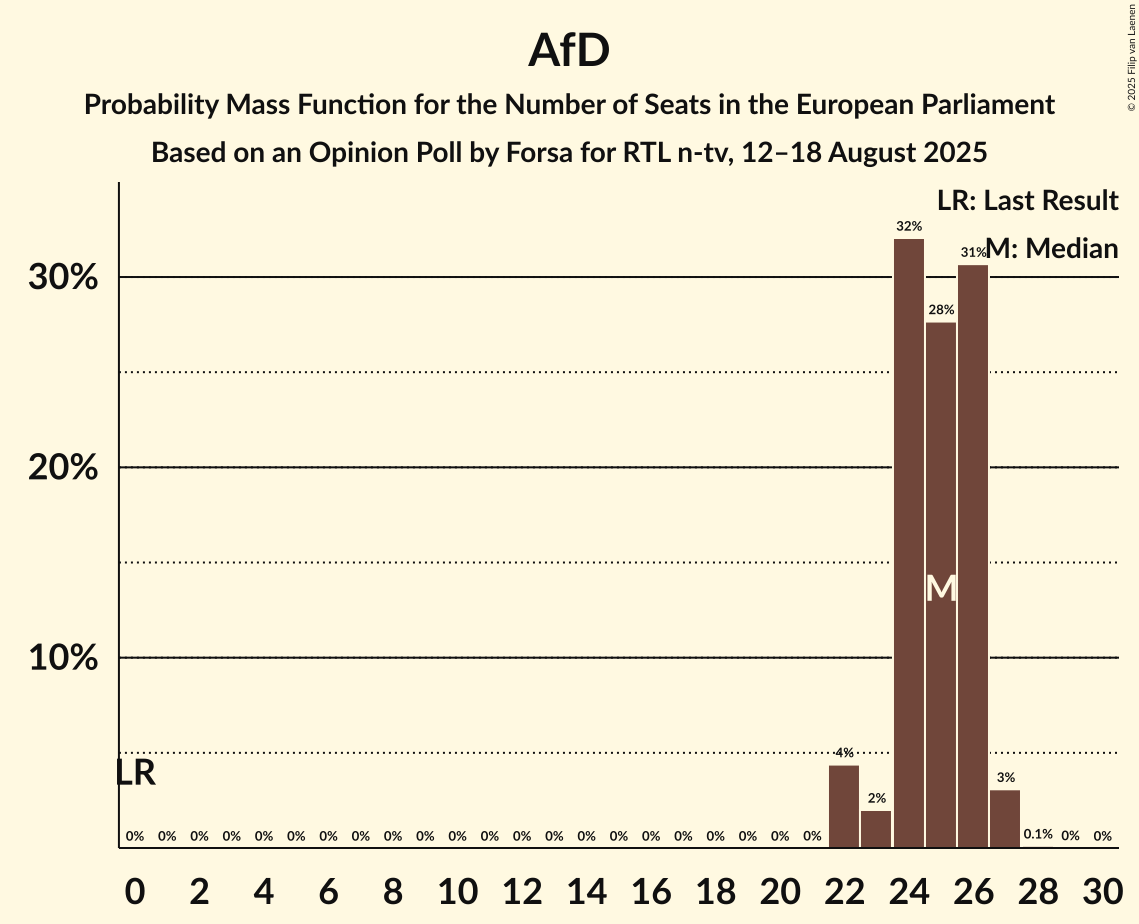 AfD
Probability Mass Function for the Number of Seats in the European Parliament
Based on an Opinion Poll by Forsa for RTL n-tv, 12–18 August 2025
© 2025 Filip van Laenen
LR: Last Result
M: Median
30%
20%
10%
32%
31%
28%
M
LR
4%
2%
3%
0% 0% 0% 0% 0% 0% 0% 0% 0% 0% 0% 0% 0% 0% 0% 0% 0% 0% 0% 0% 0% 0% 0.1% 0% 0%
0 2 4 6 8 10 12 14 16 18 20 22 24 26 28 30